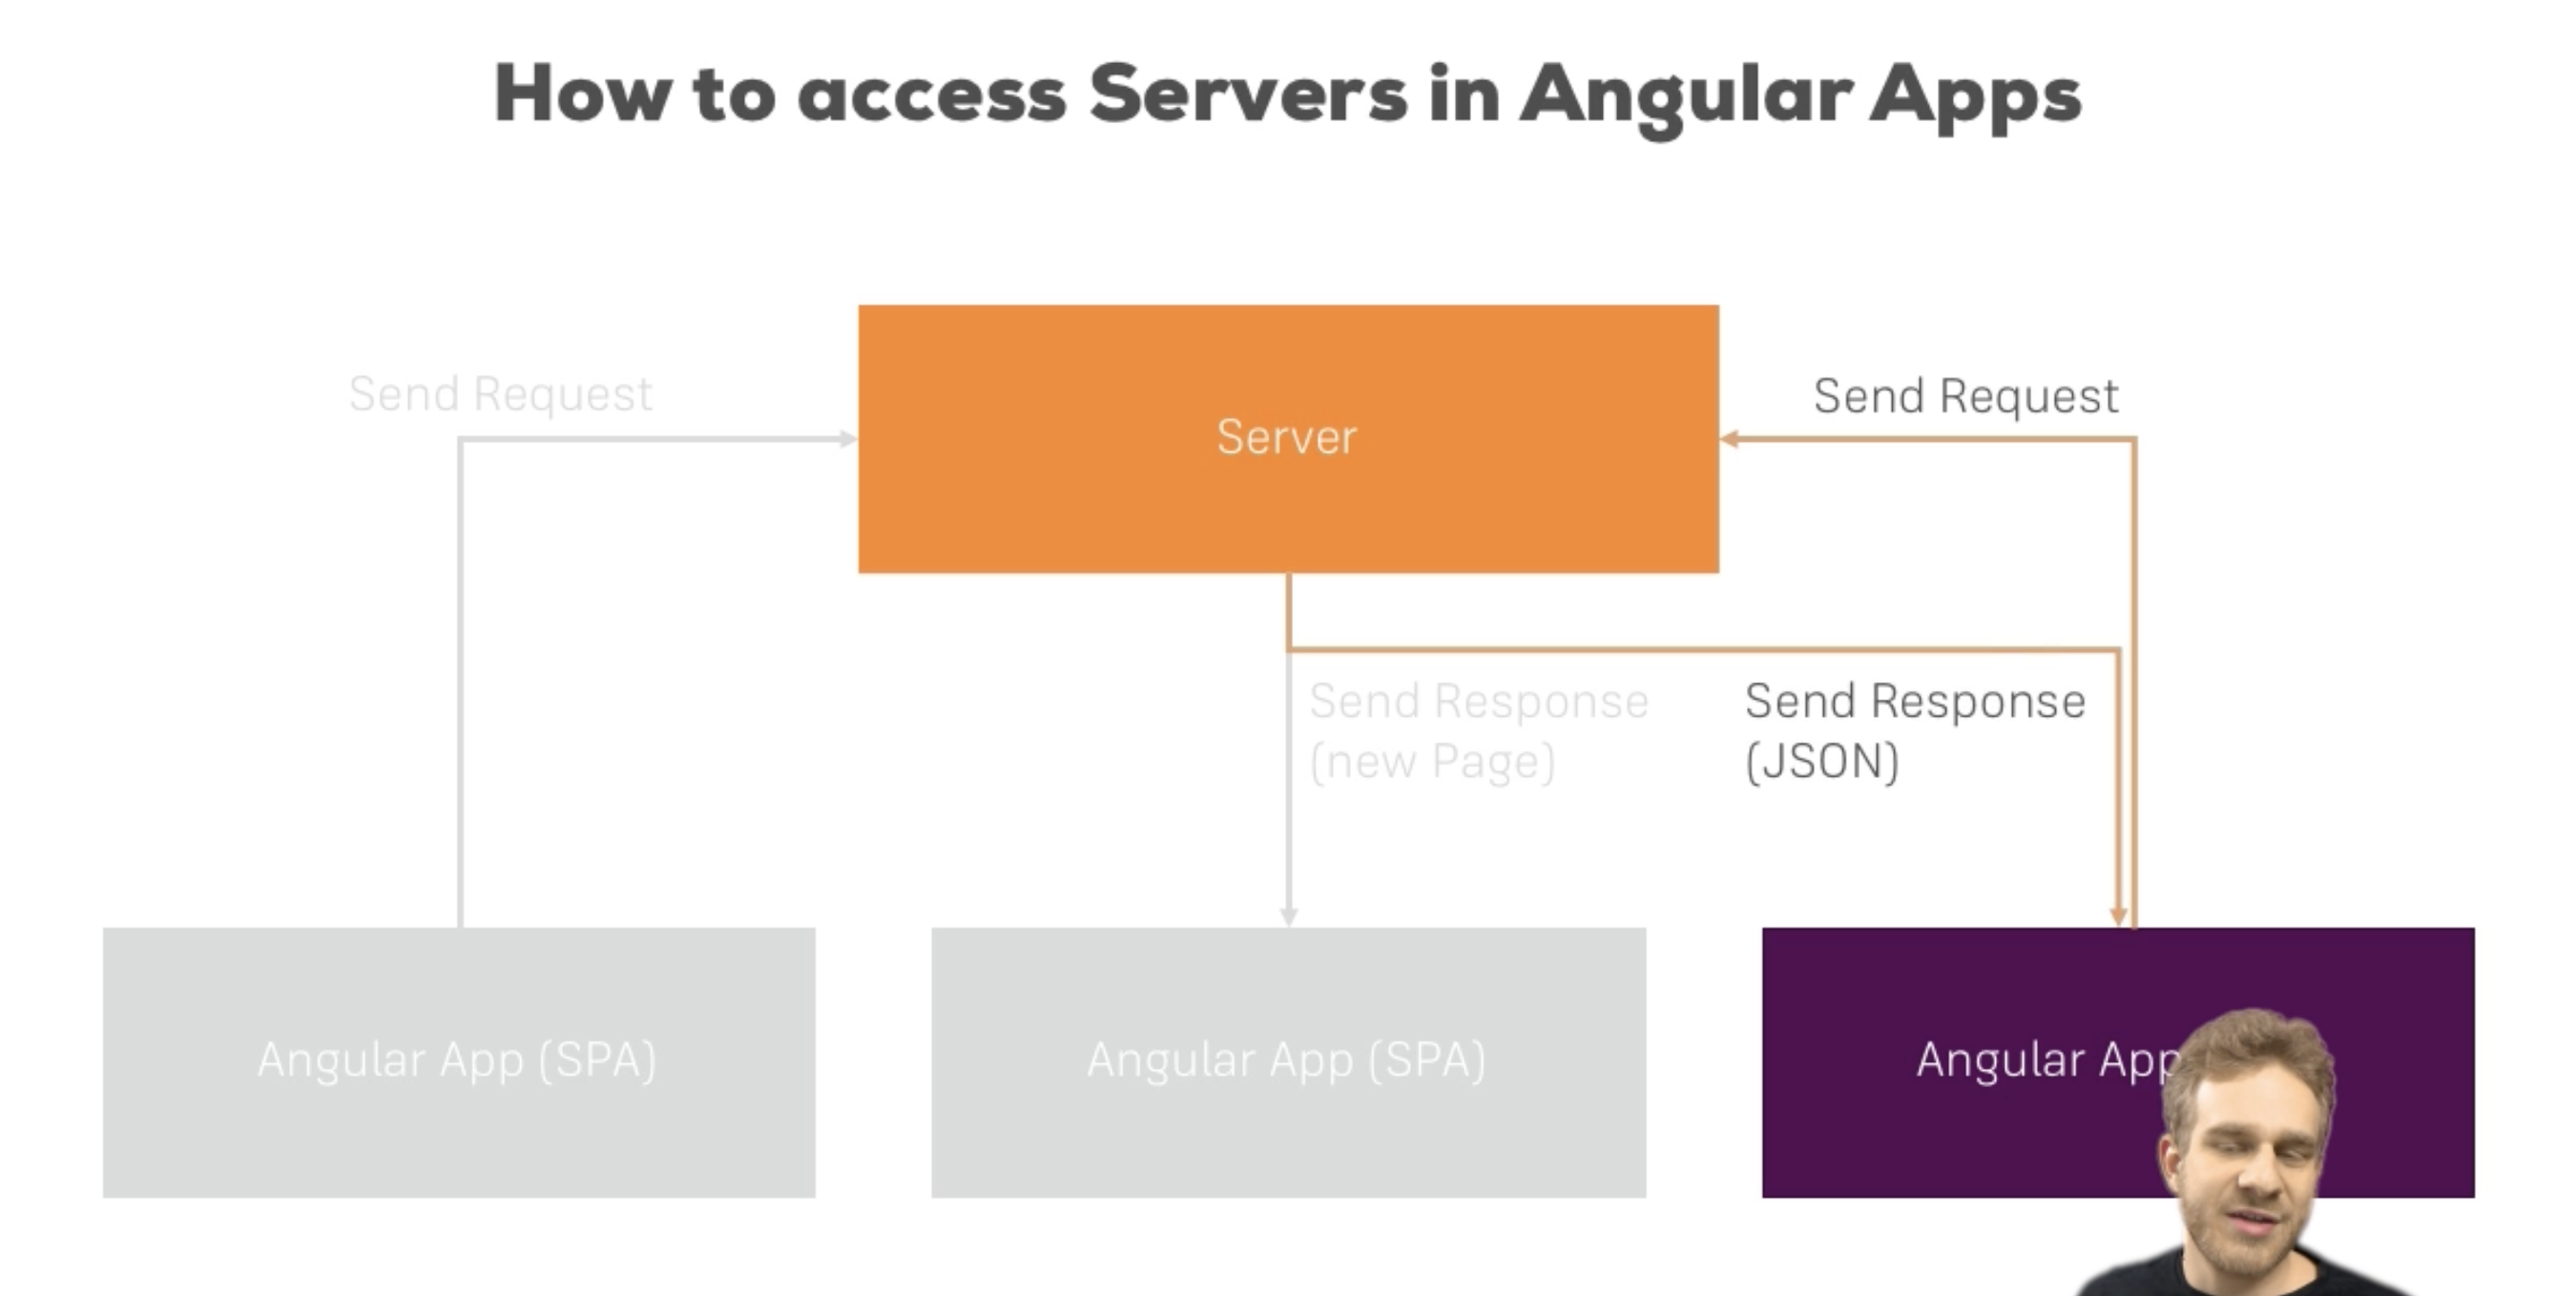 How to access Servers in Angular Apps
Send Request
Server
Send Request
Send Response
(new Page)
Send Response
(JSON)
Angular App (SPA)
Angular App (SPA)
Angular App